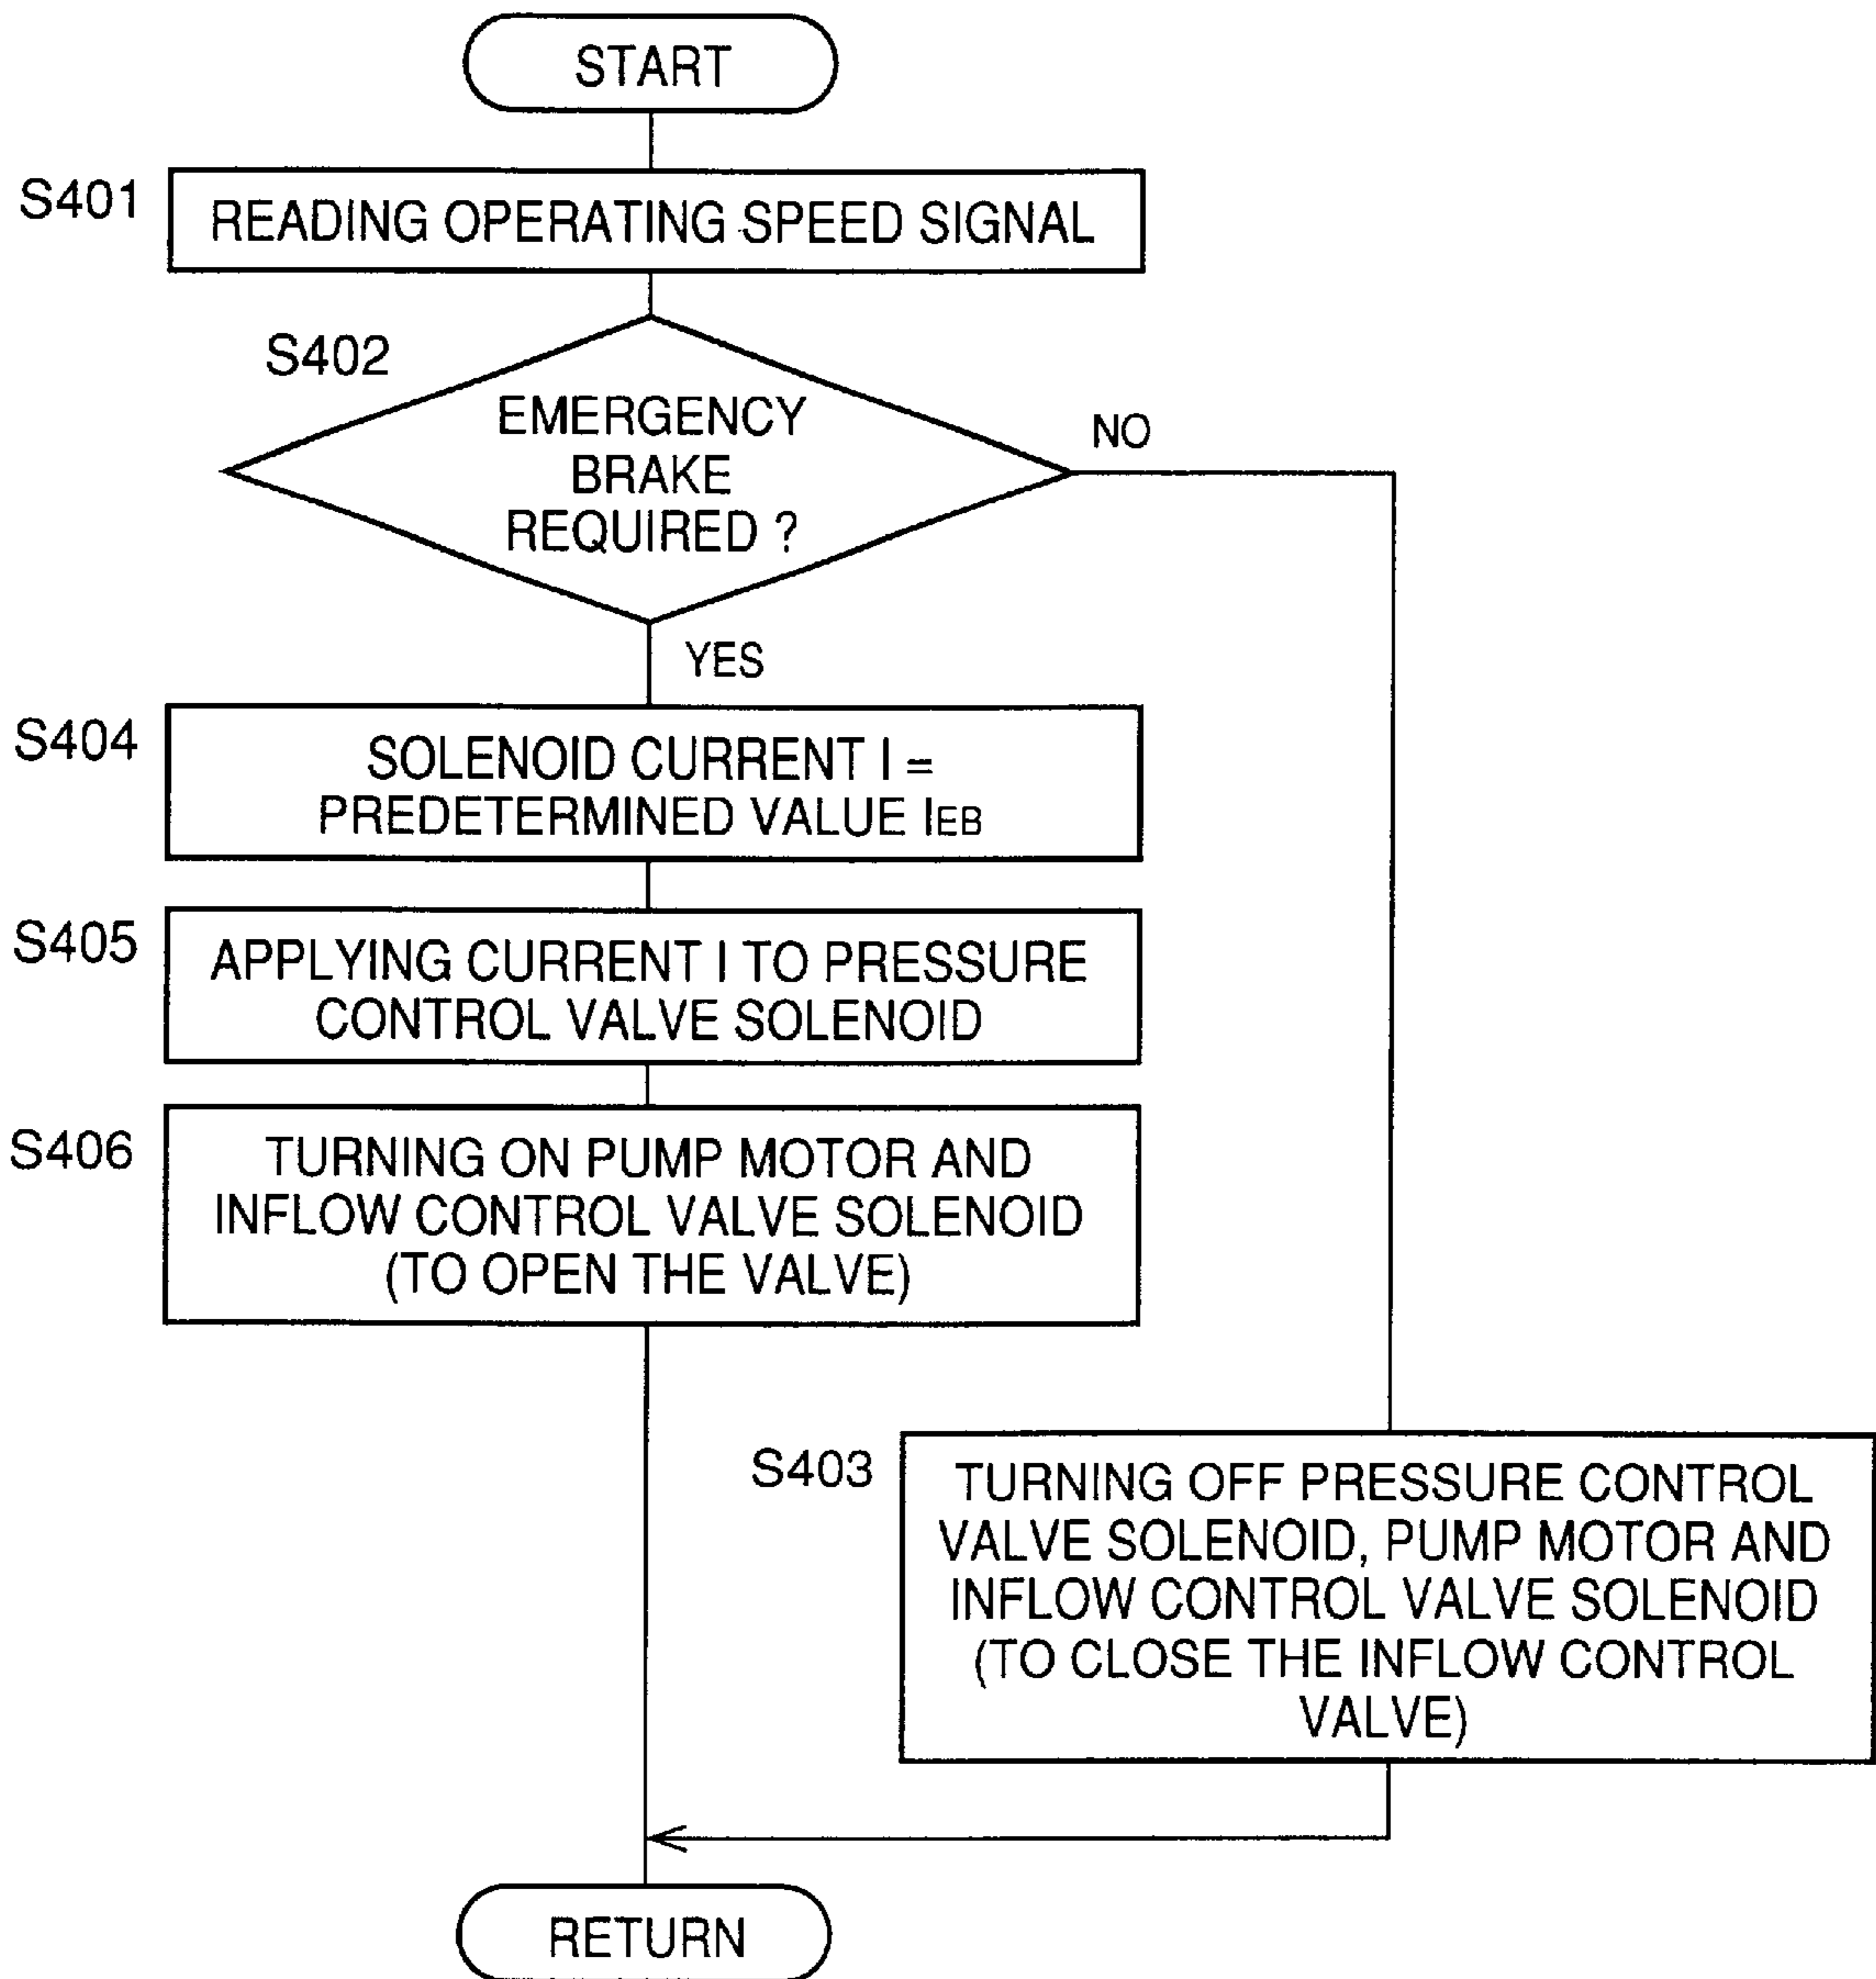 START
S401
READING OPERATING SPEED SIGNAL
S402
EMERGENCY
BRAKE
REQUIRED ?
NO
YES
S404
SOLENOID CURRENT I =
PREDETERMINED VALUE IEB
S405
APPLYING CURRENT I TO PRESSURE
CONTROL VALVE SOLENOID
S406
TURNING ON PUMP MOTOR AND
INFLOW CONTROL VALVE SOLENOID
(TO OPEN THE VALVE)
S403
TURNING OFF PRESSURE CONTROL
VALVE SOLENOID, PUMP MOTOR AND
INFLOW CONTROL VALVE SOLENOID
(TO CLOSE THE INFLOW CONTROL
VALVE)
RETURN